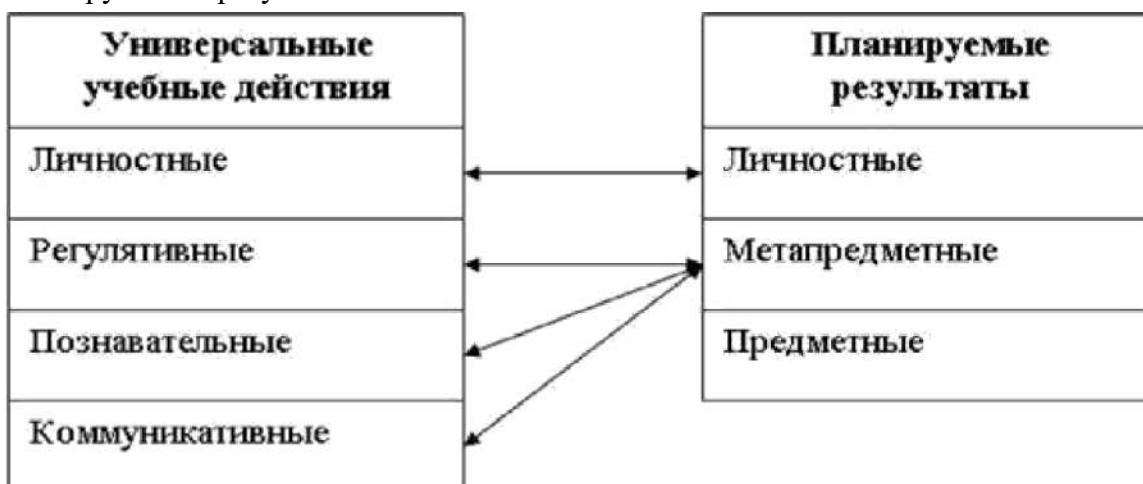 Универсальные
учебные действия
Личностные
Регулятивные
Познавательные
Коммуникативные
Планируемые
результаты
Личностные
Метапредметные
Предметные